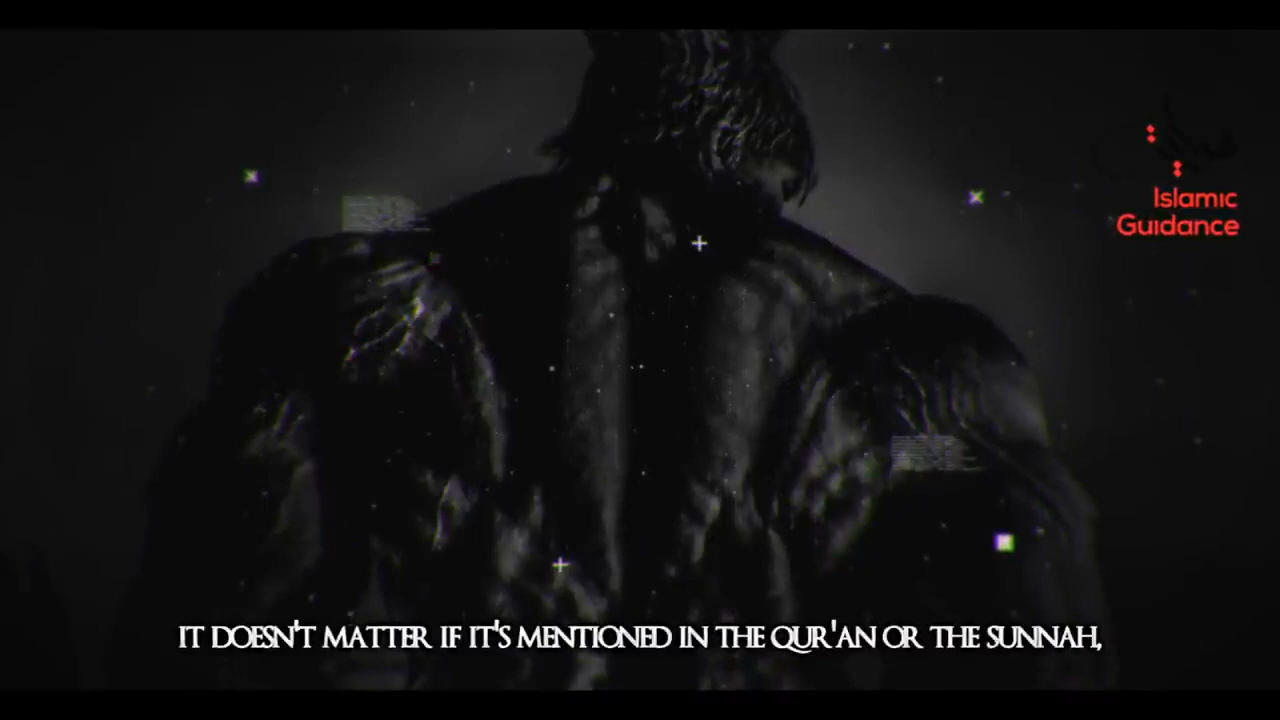 Islamic
Guidance
IT DOESN'T MATTER IF IT'S MENTIONED IN THE QUR'AN OR THE SUNNAH,